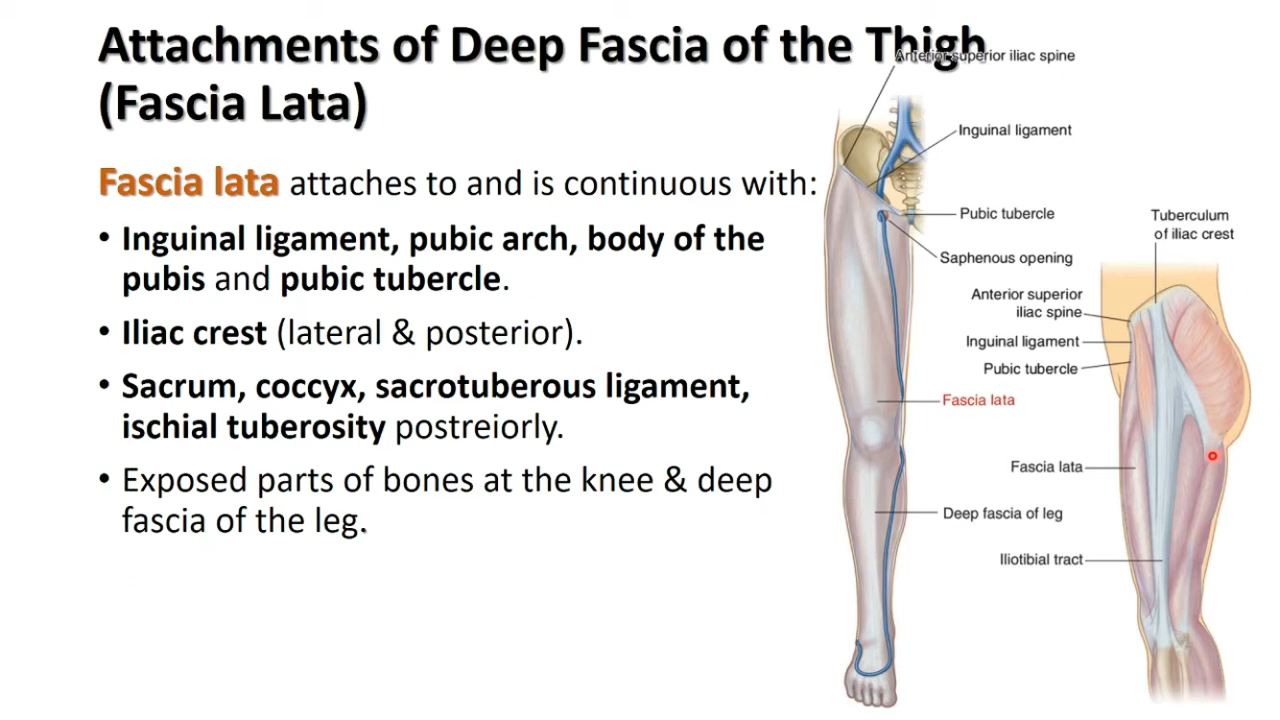 Attachments of Deep Fascia of the Thigh
(Fascia Lata)
Fascia lata attaches to and is continuous with:
• Inguinal ligament, pubic arch, body of the
pubis and pubic tubercle.
• Iliac crest (lateral & posterior).
• Sacrum, coccyx, sacrotuberous ligament,
ischial tuberosity postreiorly.
• Exposed parts of bones at the knee & deep
fascia of the leg.
Anterior superior iliac spine
Inguinal ligament
Pubic tubercle
Saphenous opening
Fascia lata
Deep fascia of leg
Tuberculum
of iliac crest
Anterior superior
iliac spine
Inguinal ligament
Pubic tubercle
Fascia lata
Iliotibial tract